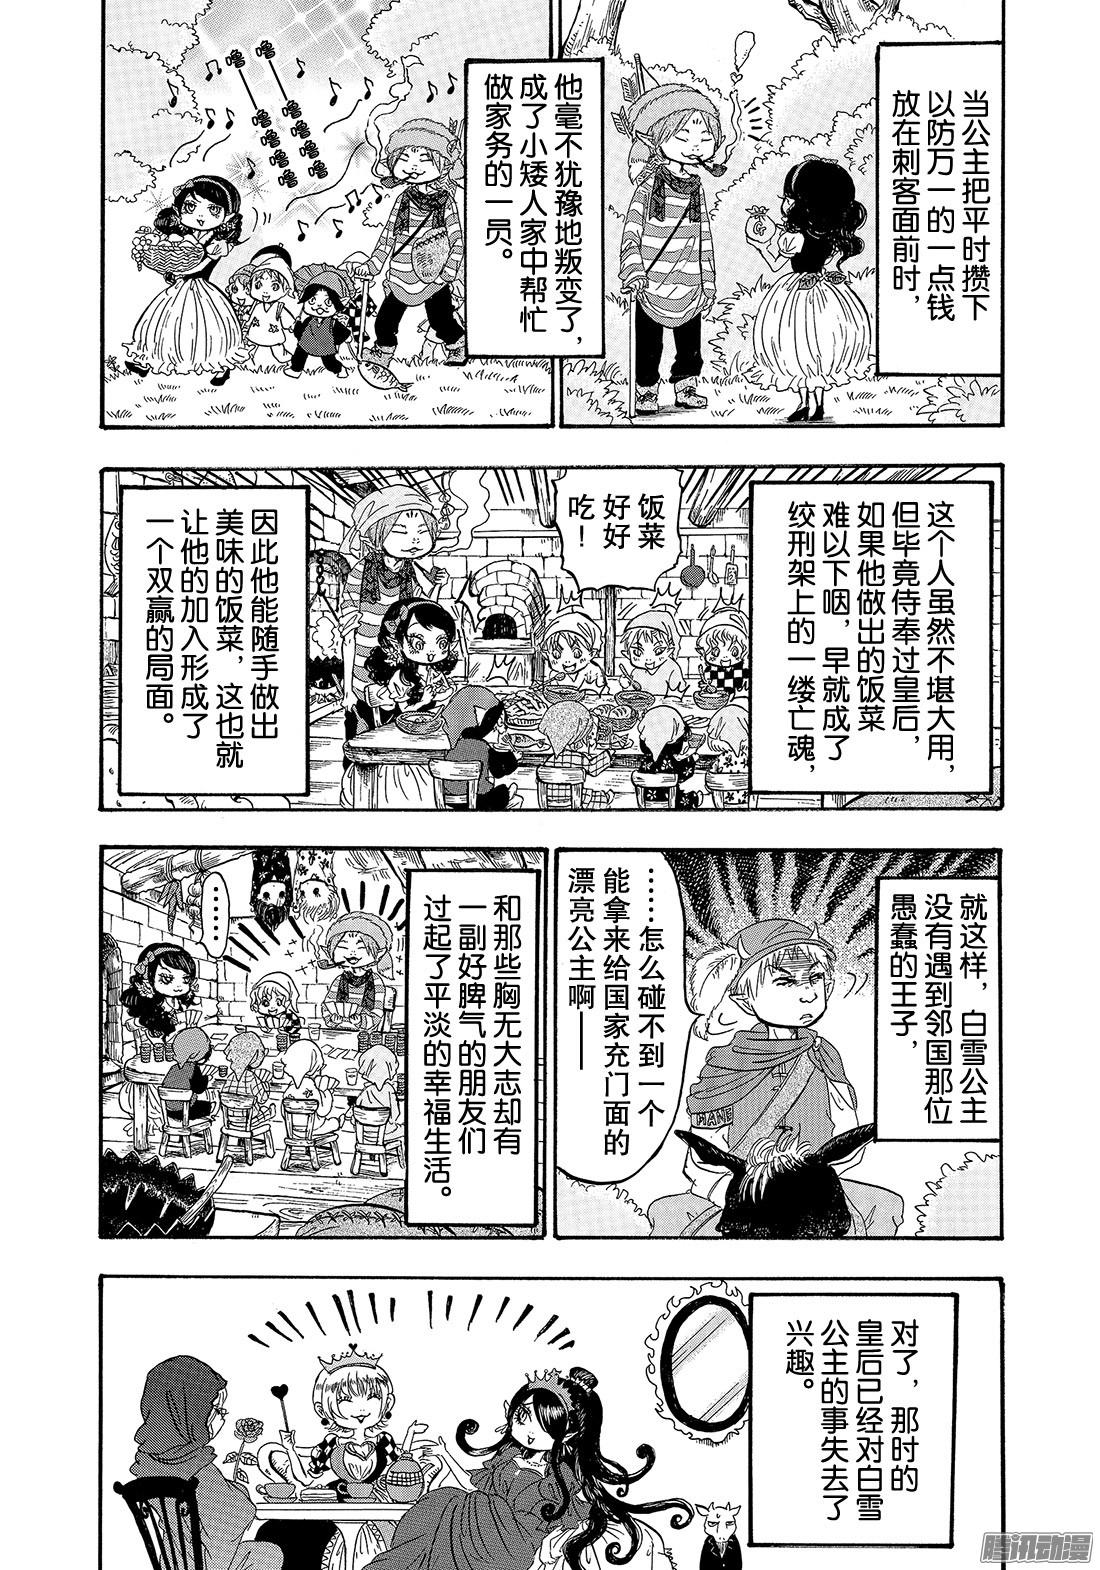 当公主把平时攒下
以防万一的一点钱
放在刺客面前时，
G
他毫不犹豫地叛变了，
成了小矮人家中帮忙
做家务的一员。
噜——噜噜噜
噜——噜噜噜
这个人虽然不堪大用，
但毕竟侍奉过皇后，
如果他做出的饭菜
难以下咽，早就成了
绞刑架上的一缕亡魂，
饭菜
好好
吃！
因此他能随手做出
美味的饭菜，这也就
让他的加入形成了
一个双赢的局面。
就这样，白雪公主
没有遇到邻国那位
愚蠢的王子，
……怎么碰不到一个
能拿来给国家充门面的
漂亮公主啊——
MANE
和那些胸无大志却有
一副好脾气的朋友们
过起了平淡的幸福生活。
……
对了，那时的
皇后已经对白雪
公主的事失去了
兴趣。
腾讯动漫